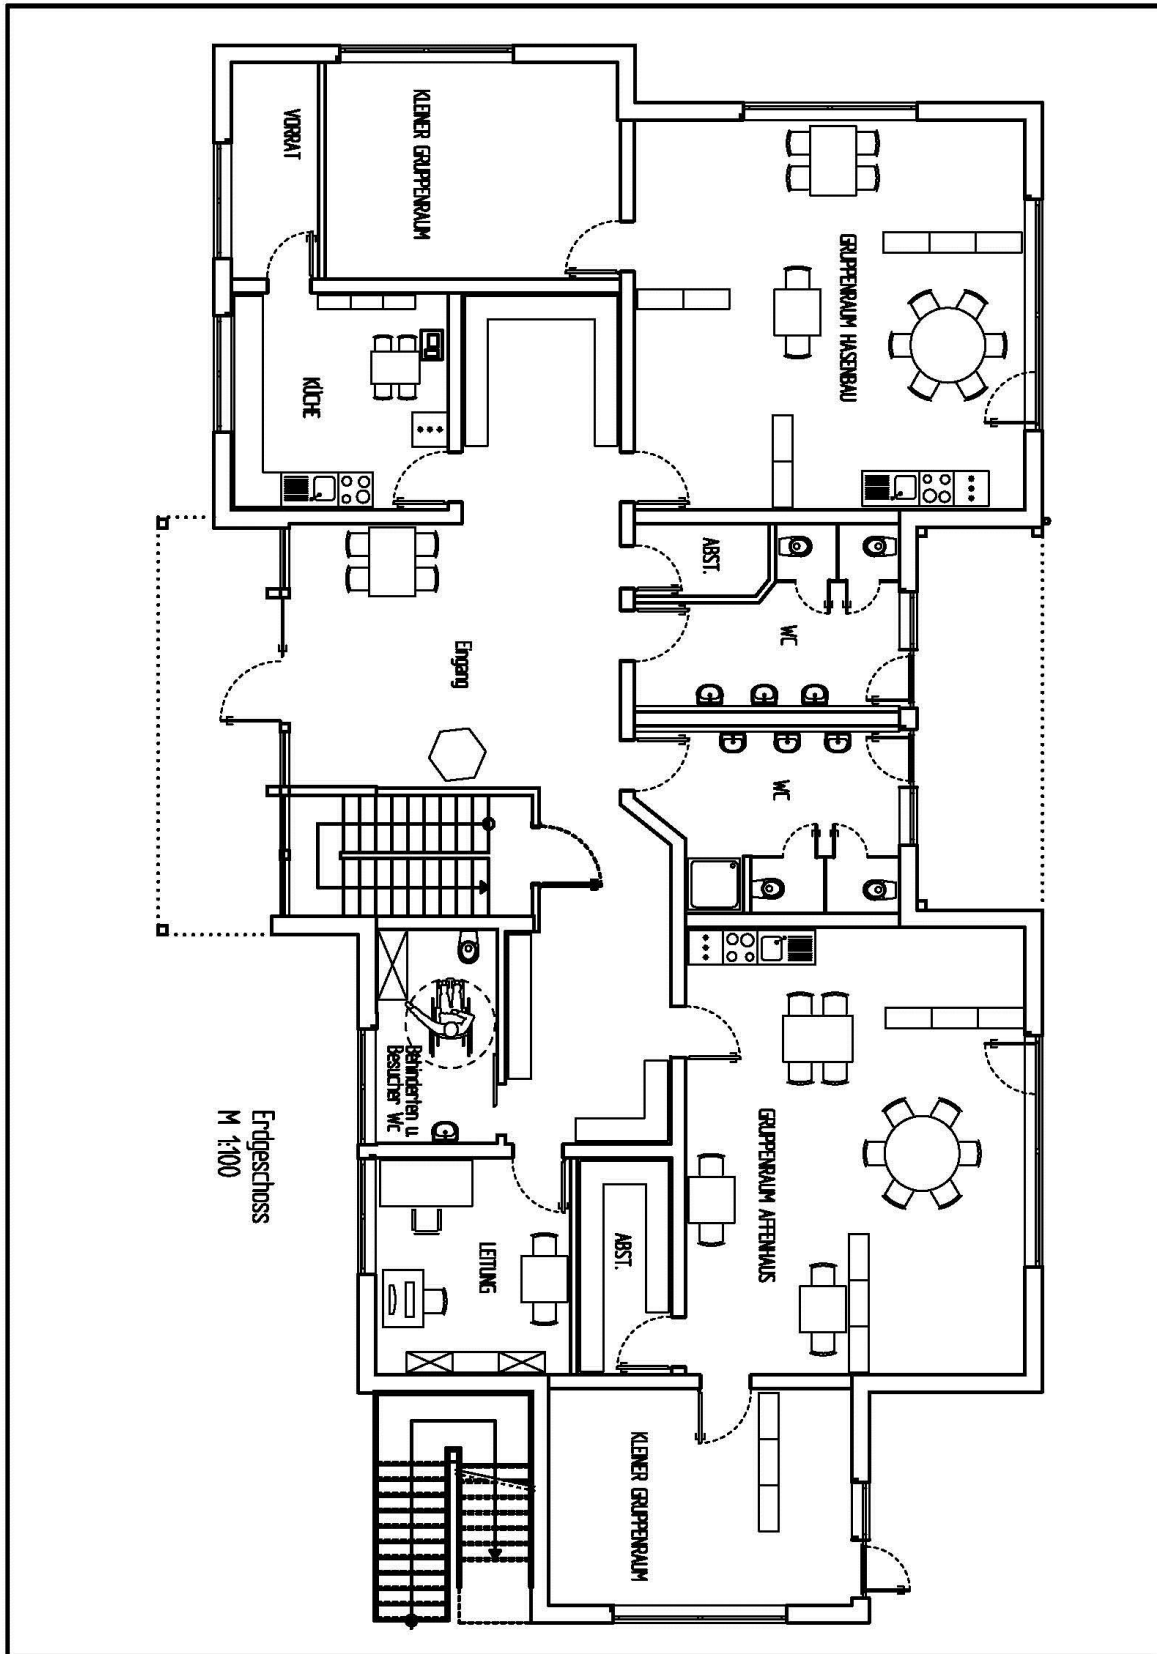 VORRAT
KLEINER GRUPPENRAUM
GRUPPENRAUM HASENBAU
KÜCHE
ABST.
WC
Eingang
WC
Behinderten u.
Besucher WC
GRUPPENRAUM AFFENHAUS
LEITUNG
ABST.
KLEINER GRUPPENRAUM
Erdgeschoss
M 1:100